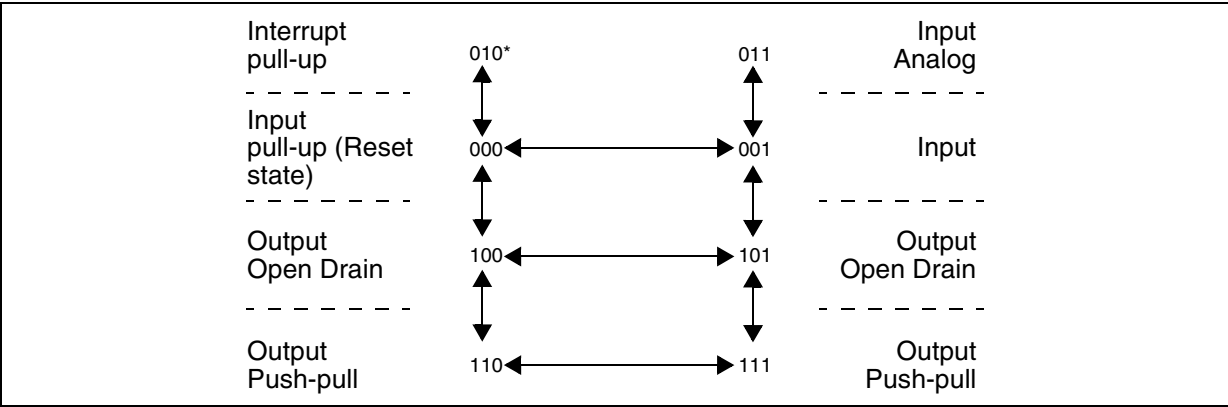 Interrupt
pull-up
010*
011
Input
Analog
Input
pull-up (Reset
state)
000
001
Input
Output
Open Drain
100
101
Output
Open Drain
Output
Push-pull
110
111
Output
Push-pull